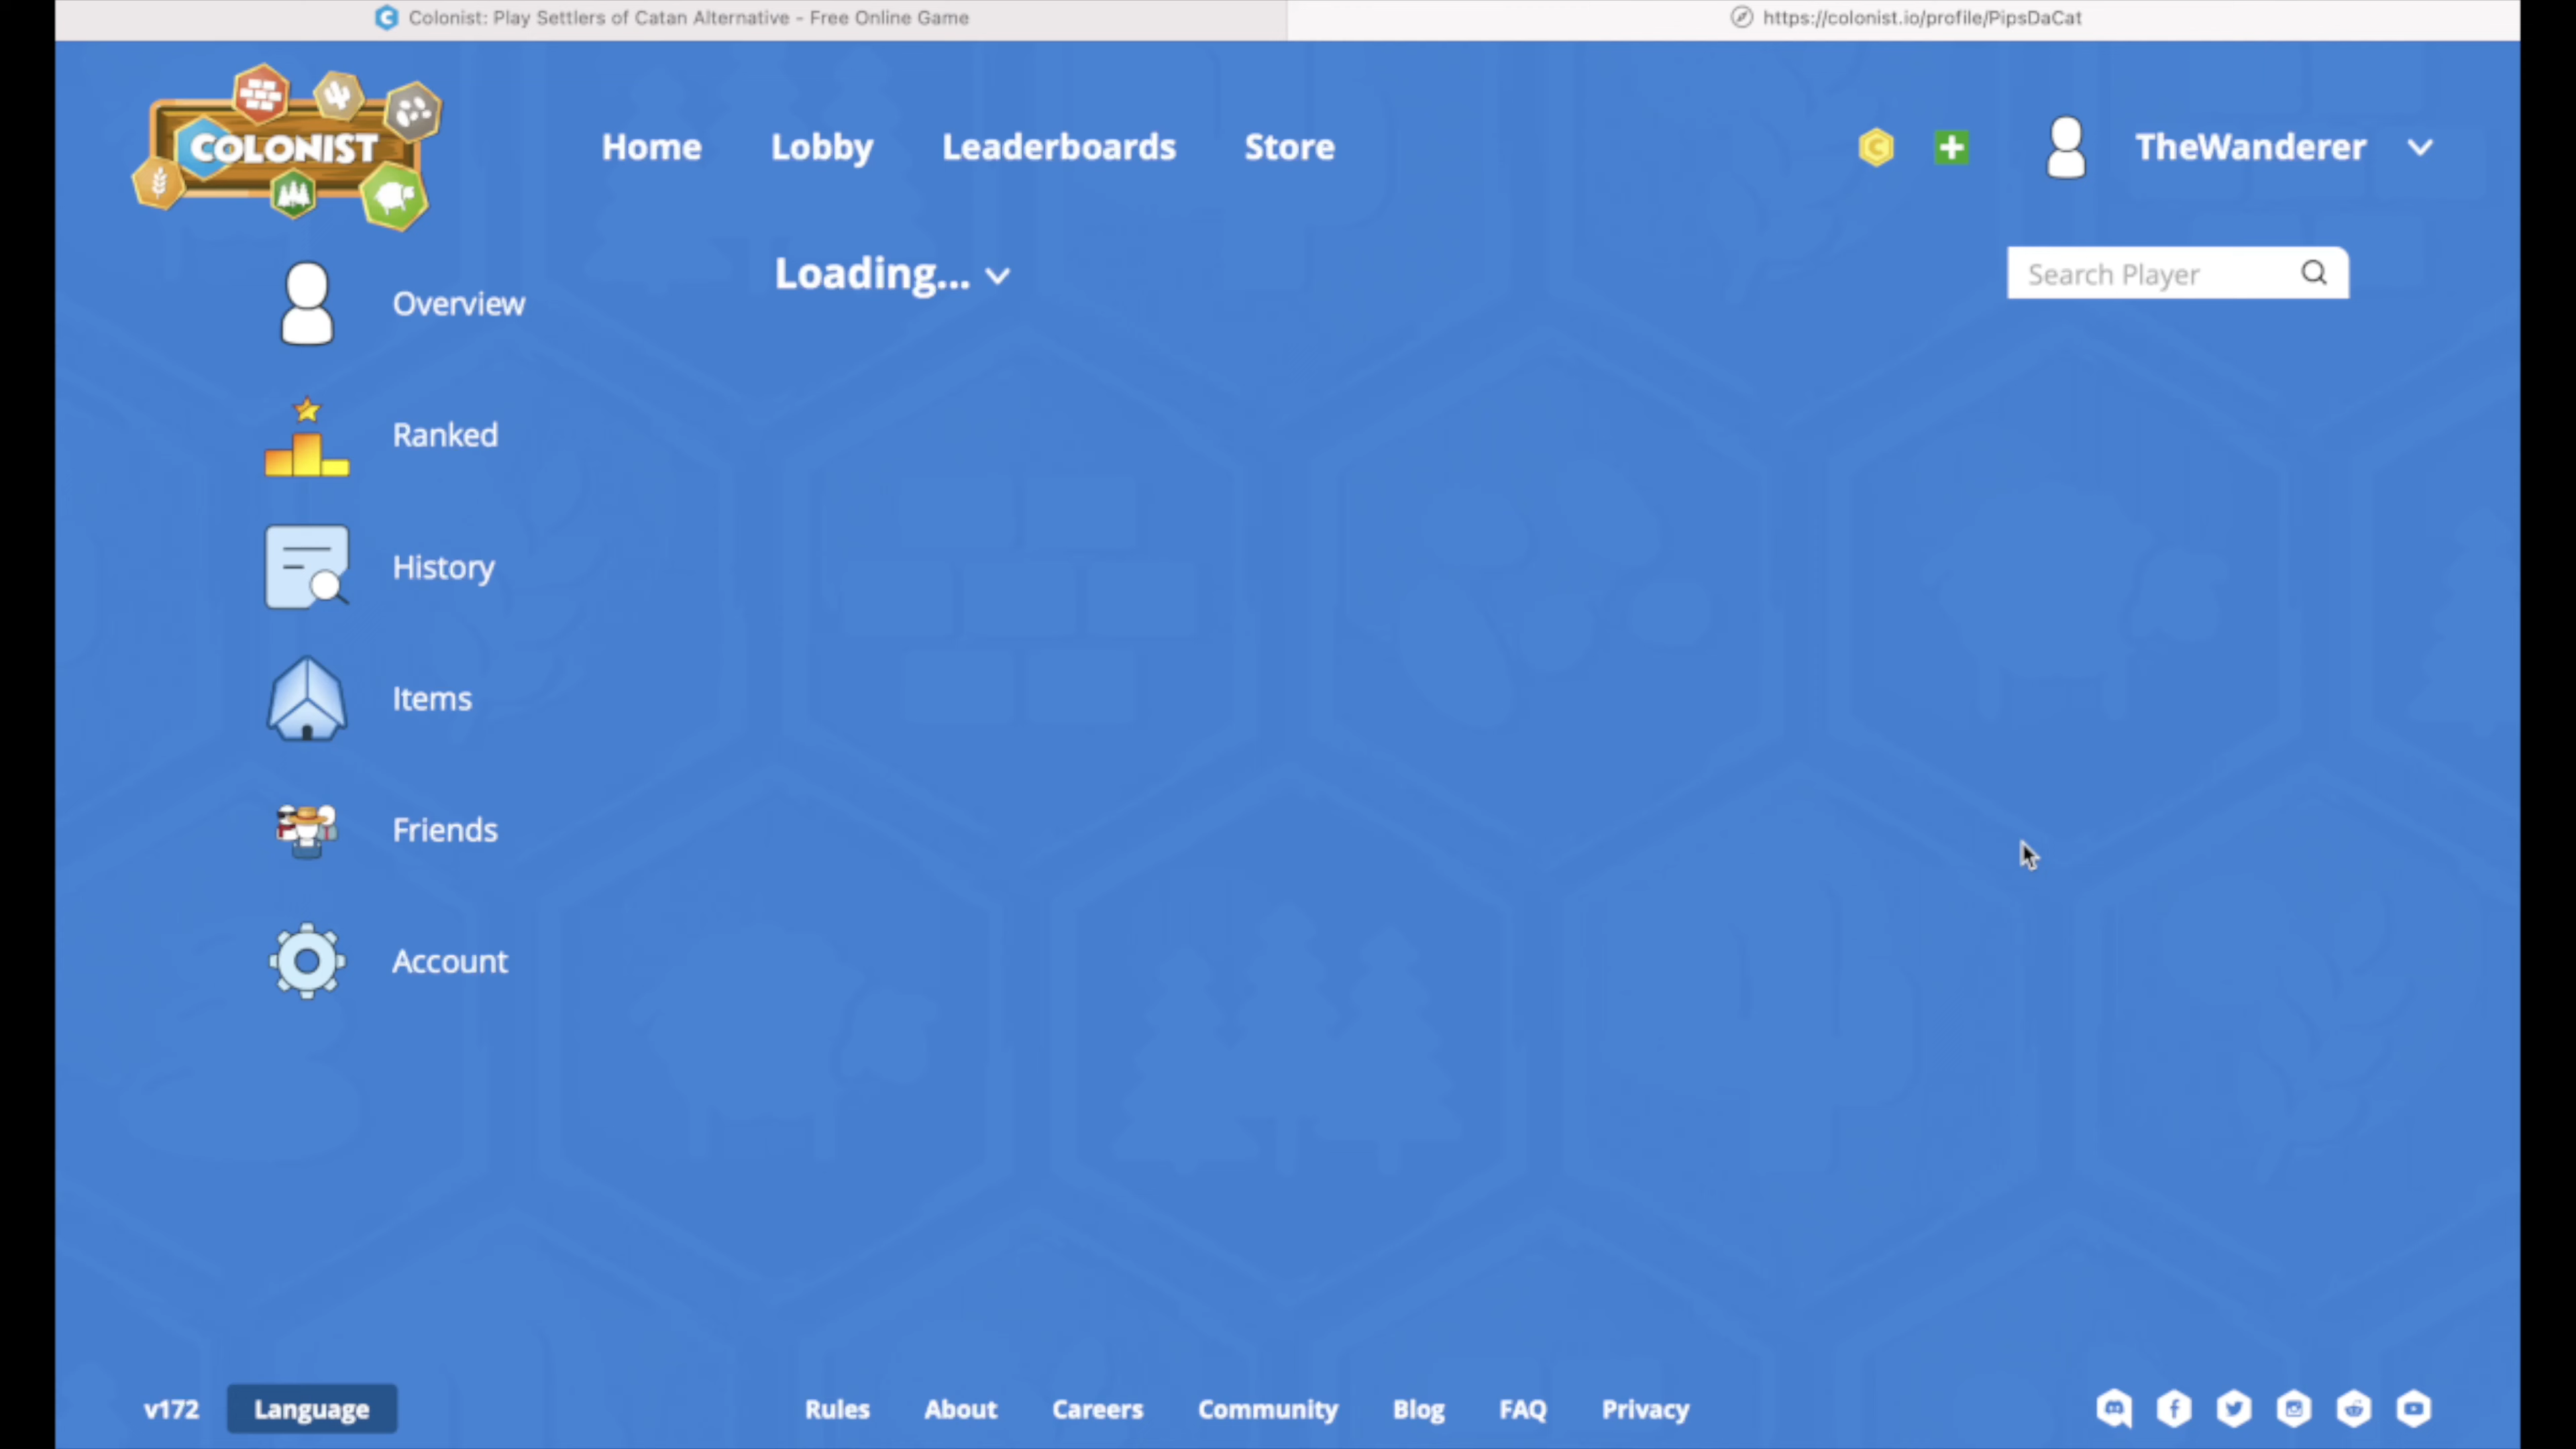 Colonist: Play Settlers of Catan Alternative - Free Online Game
https://colonist.io/profile/PipsDaCat
COLONIST
Home
Lobby
Leaderboards
Store
TheWanderer
Loading...
Search Player
Overview
Ranked
History
Items
Friends
Account
v172
Language
Rules
About
Careers
Community
Blog
FAQ
Privacy